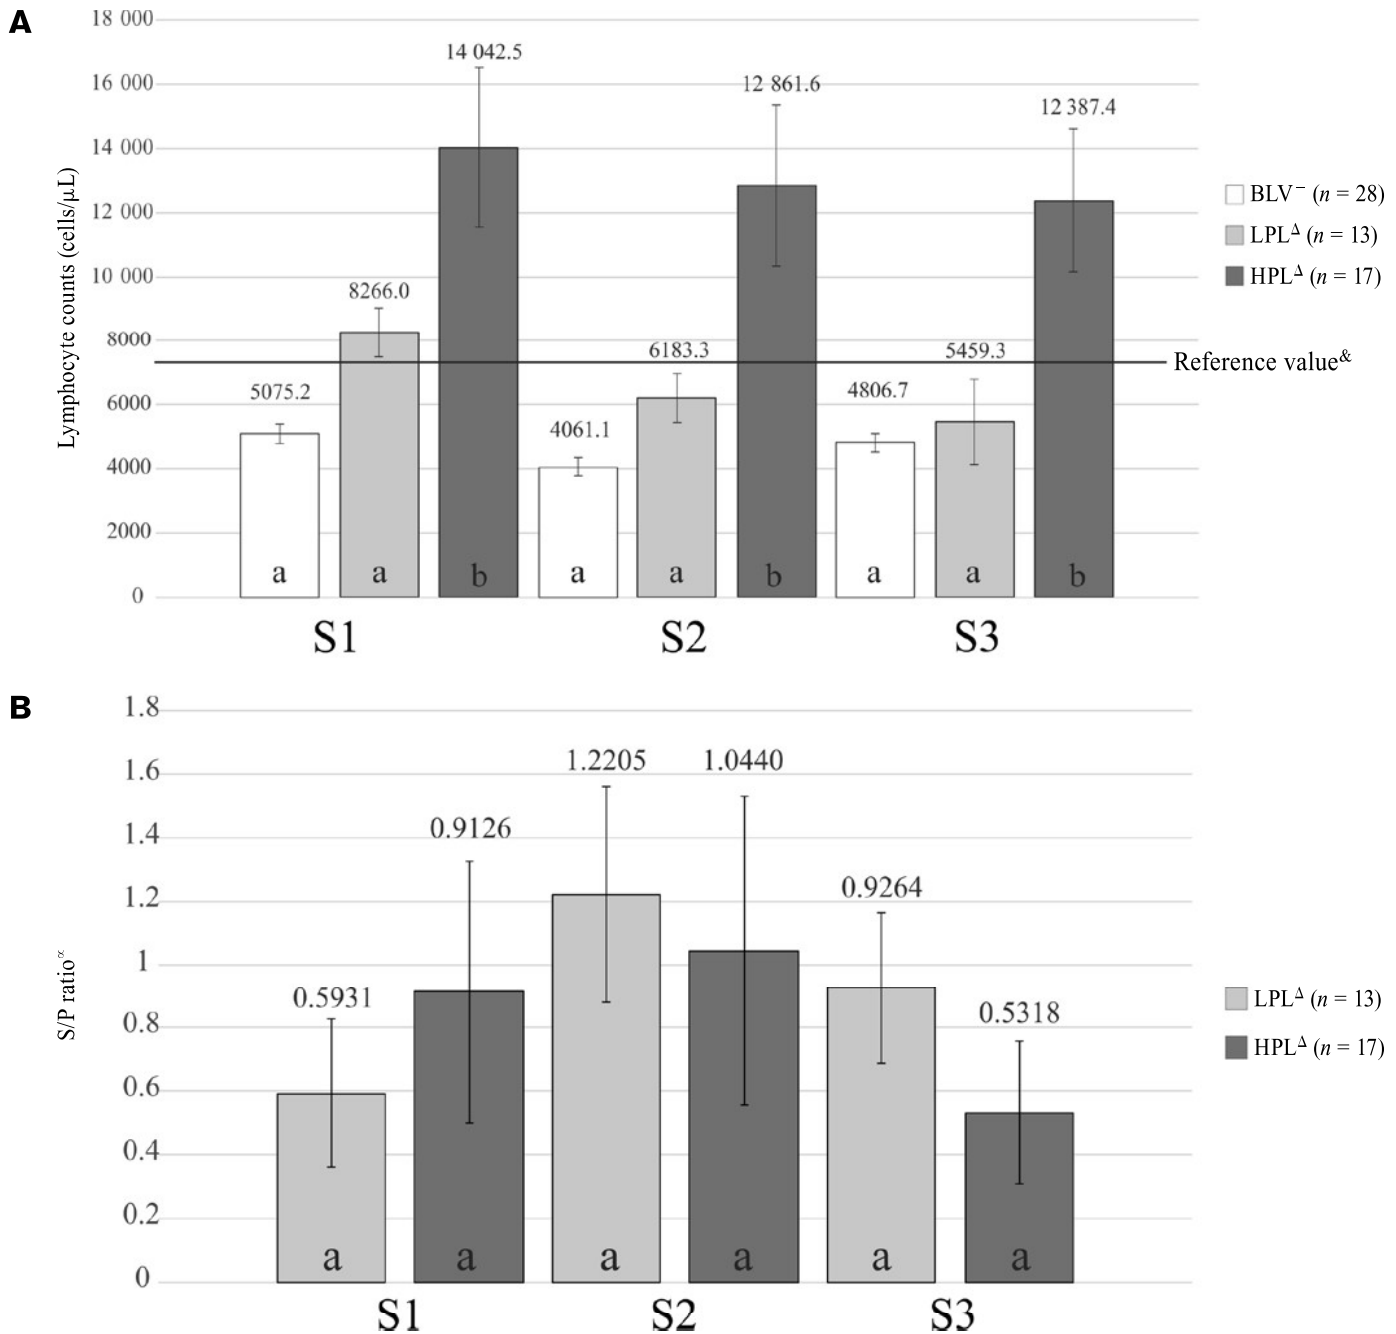 A
18 000
16 000
14 000
12 000
10 000
8000
6000
4000
2000
0
Lymphocyte counts (cells/µL)
5075.2
8266.0
14 042.5
4061.1
6183.3
12 861.6
4806.7
5459.3
12 387.4
a a b a a b a a b
S1 S2 S3
BLV⁻ (n = 28)
LPLᐞ (n = 13)
HPLᐞ (n = 17)
Reference value&
B
1.8
1.6
1.4
1.2
1
0.8
0.6
0.4
0.2
0
S/P ratio∝
0.5931
0.9126
1.2205
1.0440
0.9264
0.5318
a a a a a a
S1 S2 S3
LPLᐞ (n = 13)
HPLᐞ (n = 17)